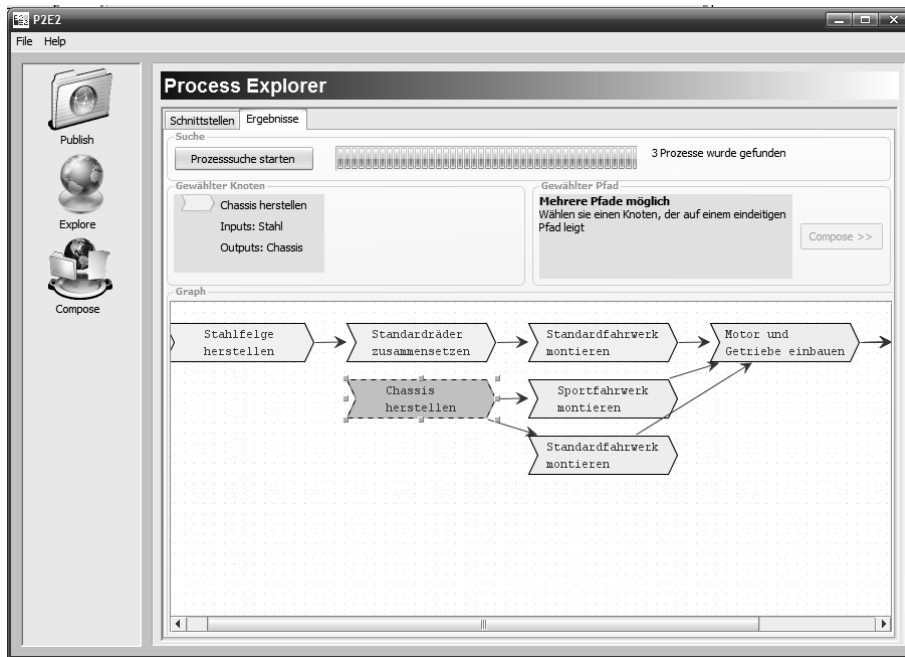 P2E2
File Help
Publish
Explore
Compose
Process Explorer
Schnittstellen Ergebnisse
Suche
Prozesssuche starten
3 Prozesse wurde gefunden
Gewählter Knoten
Chassis herstellen
Inputs: Stahl
Outputs: Chassis
Gewählter Pfad
Mehrere Pfade möglich
Wählen sie einen Knoten, der auf einem eindeitigen
Pfad leigt
Compose >>
Graph
Stahlfelge
herstellen
Standardräder
zusammensetzen
Standardfahrwerk
montieren
Motor und
Getriebe einbauen
Chassis
herstellen
Sportfahrwerk
montieren
Standardfahrwerk
montieren